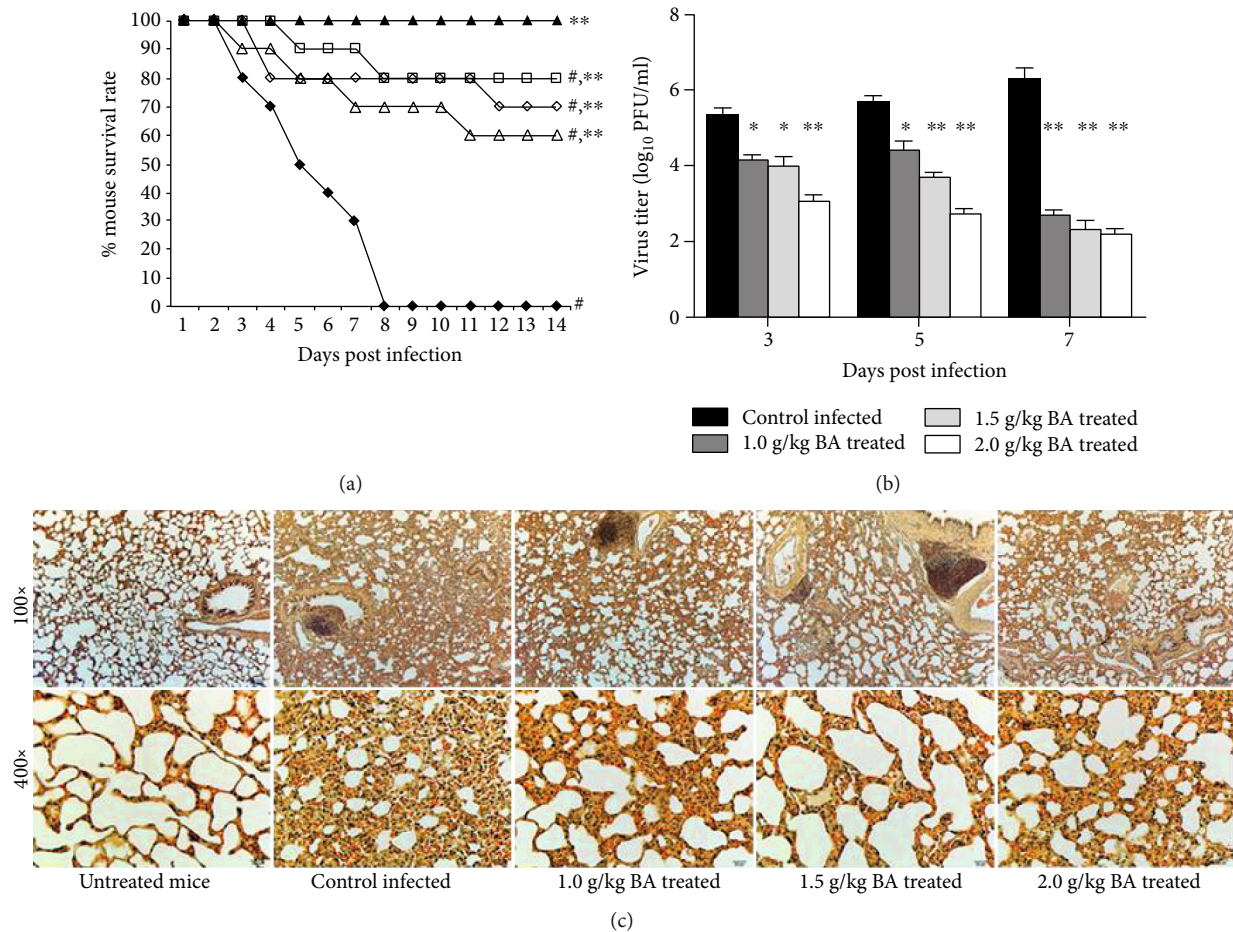 % mouse survival rate
100
90
80
70
60
50
40
30
20
10
0
**
#,**
#,**
#,**
#
1 2 3 4 5 6 7 8 9 10 11 12 13 14
Days post infection
(a)
Virus titer (log10 PFU/ml)
8
6
4
2
0
* * **
* ** **
** ** **
3 5 7
Days post infection
Control infected
1.0 g/kg BA treated
1.5 g/kg BA treated
2.0 g/kg BA treated
(b)
100×
400×
Untreated mice
Control infected
1.0 g/kg BA treated
1.5 g/kg BA treated
2.0 g/kg BA treated
(c)